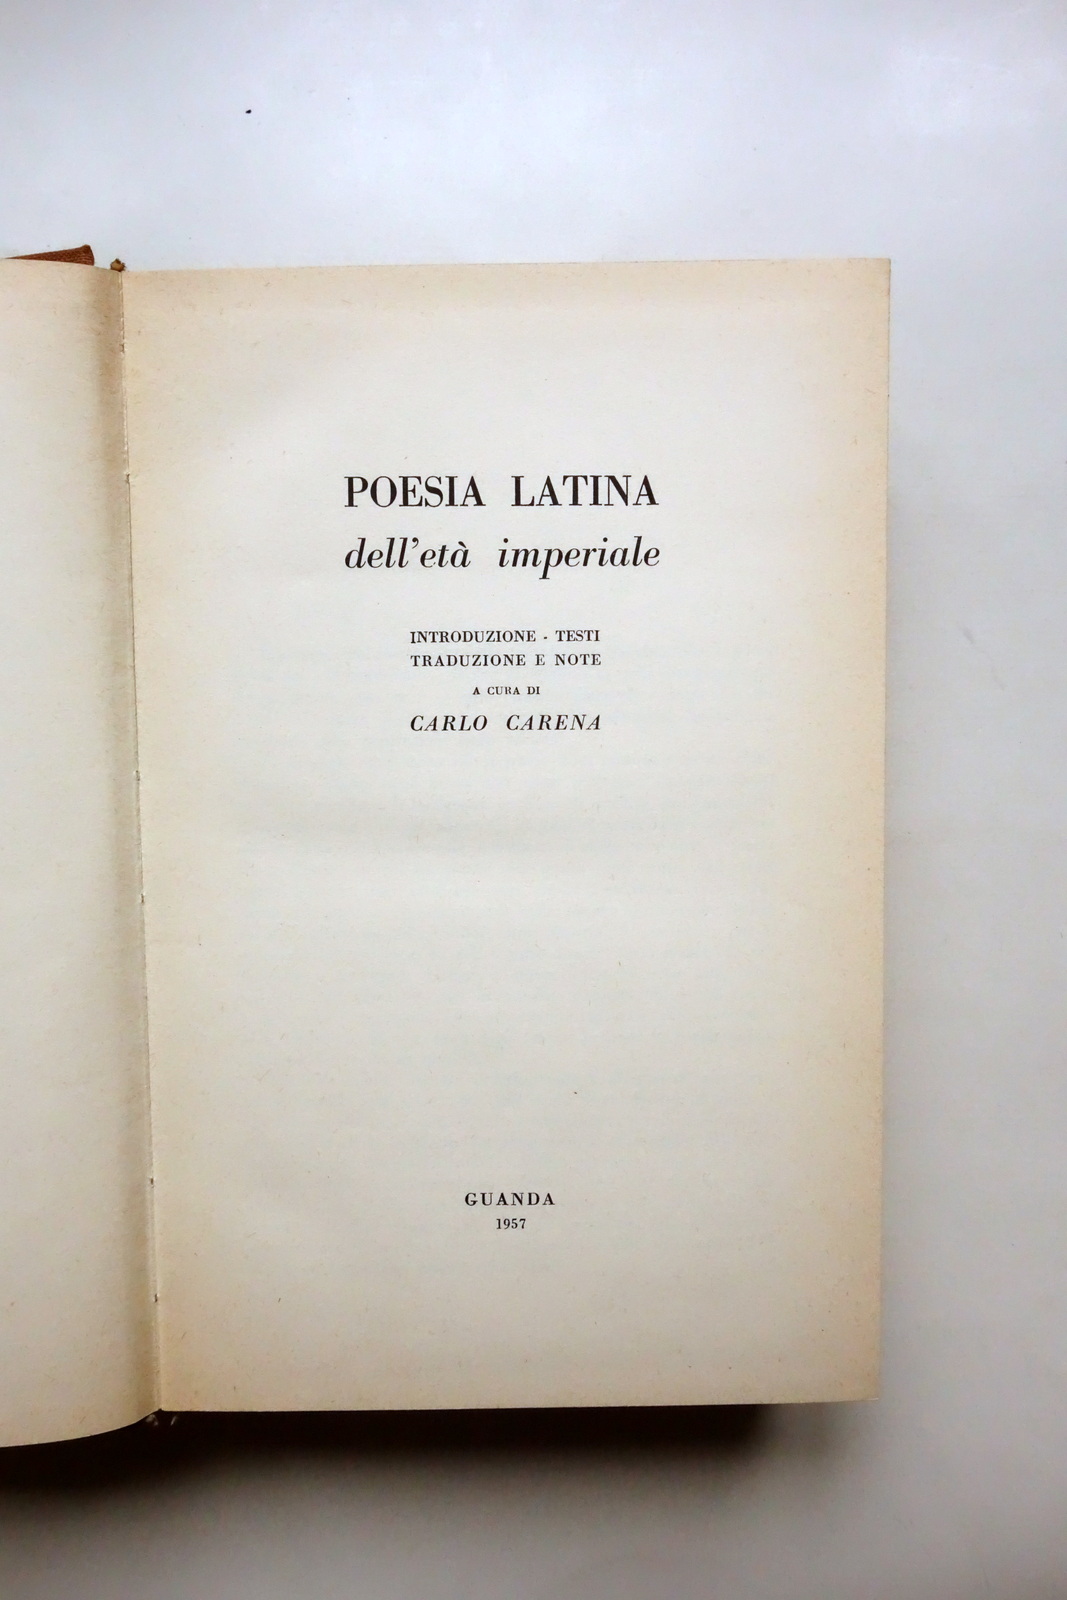 POESIA LATINA
dell'età imperiale
INTRODUZIONE - TESTI
TRADUZIONE E NOTE
A CURA DI
CARLO CARENA
GUANDA
1957